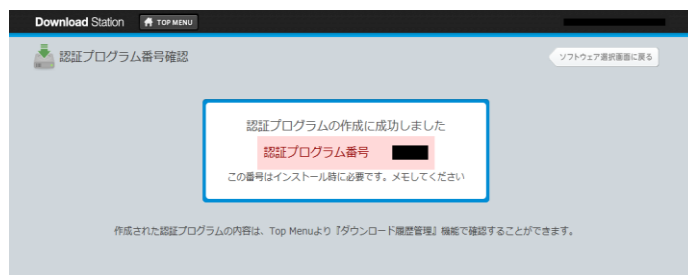 Download Station TOP MENU
認証プログラム番号確認
ソフトウェア選択画面に戻る
認証プログラムの作成に成功しました
認証プログラム番号
この番号はインストール時に必要です。メモしてください
作成された認証プログラムの内容は、Top Menuより『ダウンロード履歴管理』機能で確認することができます。